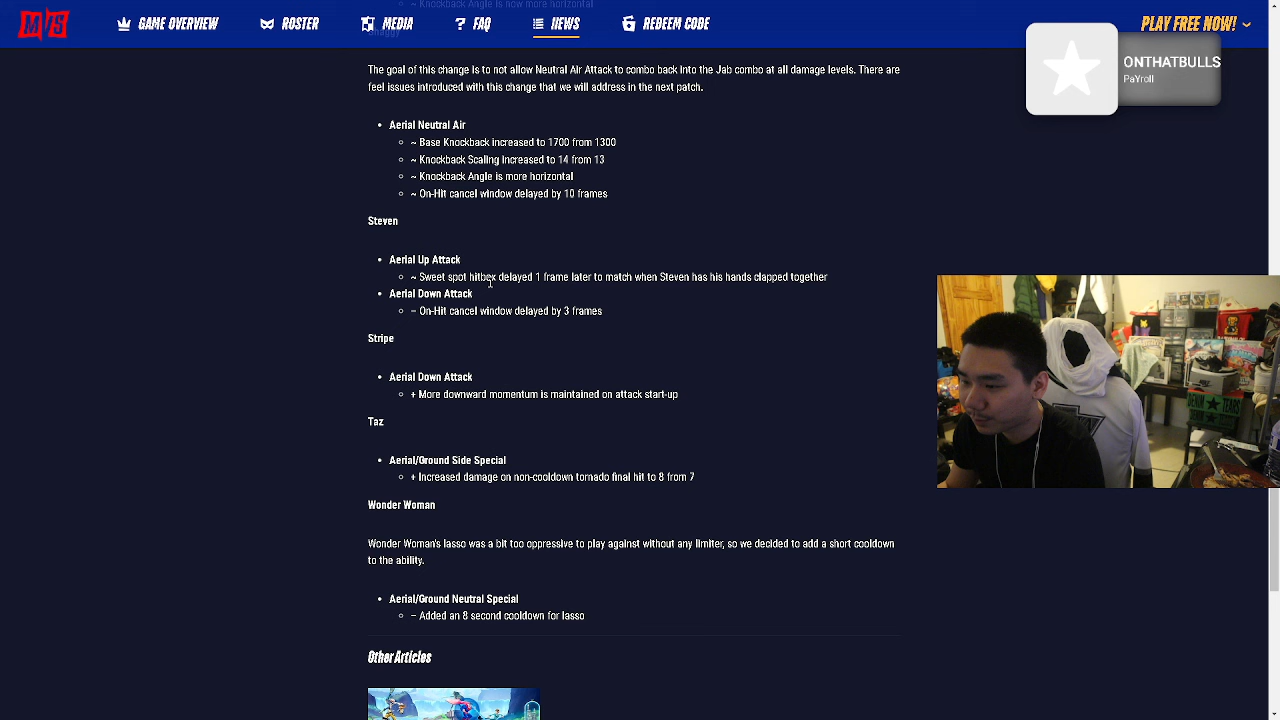 Knockback Angle is now more horizontal
MVS
GAME OVERVIEW
ROSTER
MEDIA
? FAQ
NEWS
REDEEM CODE
PLAY FREE NOW!
Shaggy
ONTHATBULLS
PaYroll
The goal of this change is to not allow Neutral Air Attack to combo back into the Jab combo at all damage levels. There are
feel issues introduced with this change that we will address in the next patch.
• Aerial Neutral Air
○ ~ Base Knockback increased to 1700 from 1300
○ ~ Knockback Scaling increased to 14 from 13
○ ~ Knockback Angle is more horizontal
○ ~ On-Hit cancel window delayed by 10 frames
Steven
• Aerial Up Attack
○ ~ Sweet spot hitbox delayed 1 frame later to match when Steven has his hands clapped together
• Aerial Down Attack
○ – On-Hit cancel window delayed by 3 frames
Stripe
• Aerial Down Attack
○ + More downward momentum is maintained on attack start-up
Taz
• Aerial/Ground Side Special
○ + Increased damage on non-cooldown tornado final hit to 8 from 7
Wonder Woman
Wonder Woman's lasso was a bit too oppressive to play against without any limiter, so we decided to add a short cooldown
to the ability.
• Aerial/Ground Neutral Special
○ – Added an 8 second cooldown for lasso
Other Articles